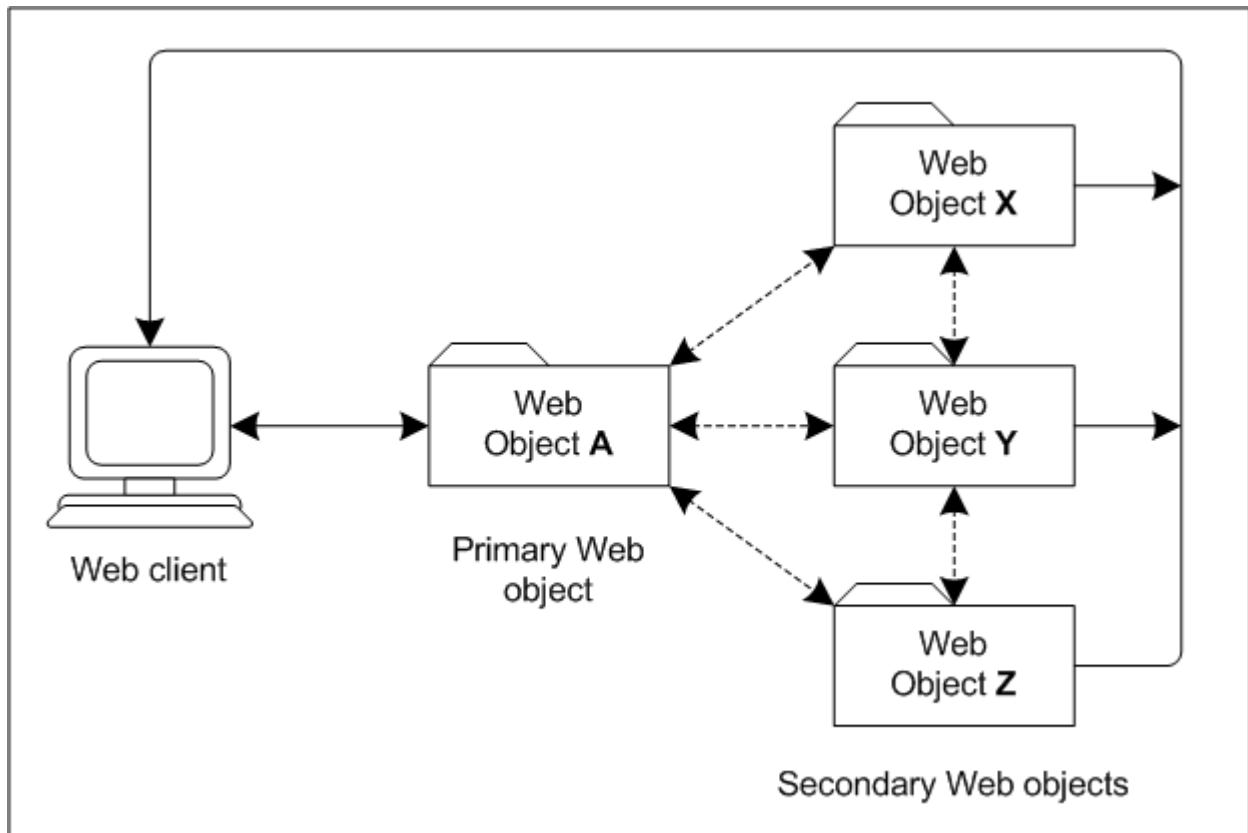 Web
Object X
Web
Object A
Web
Object Y
Web client
Primary Web
object
Web
Object Z
Secondary Web objects